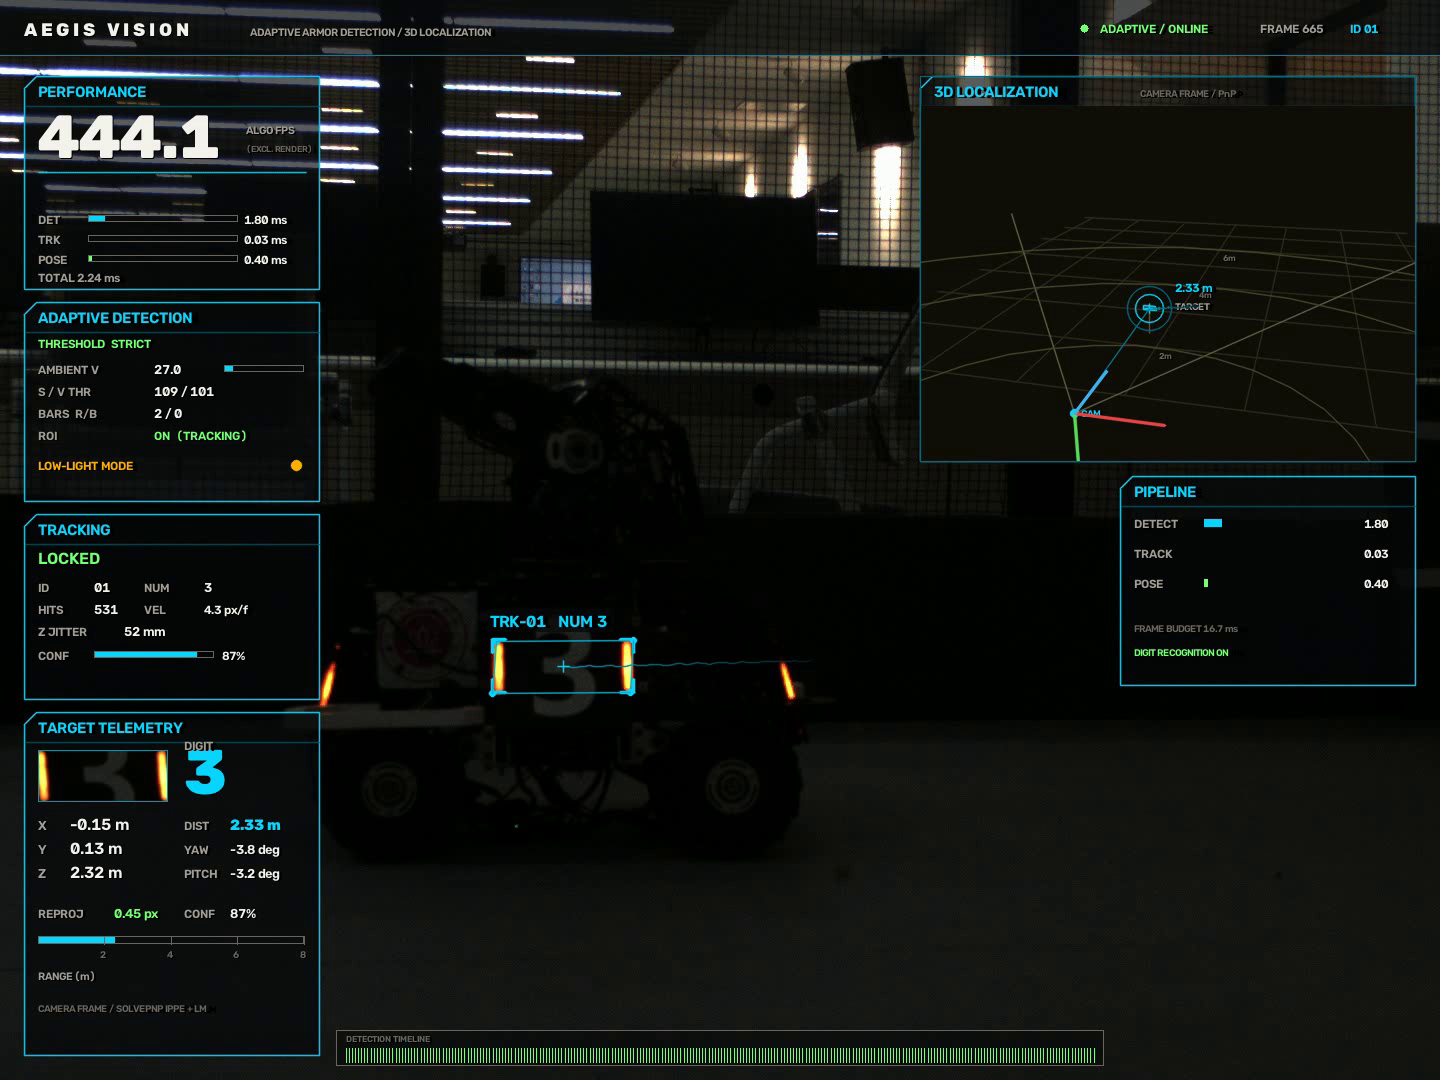 AEGIS VISION
ADAPTIVE ARMOR DETECTION / 3D LOCALIZATION
ADAPTIVE / ONLINE
FRAME 665
ID 01
PERFORMANCE
444.1
ALGO FPS
(EXCL. RENDER)
DET 1.80 ms
TRK 0.03 ms
POSE 0.40 ms
TOTAL 2.24 ms
ADAPTIVE DETECTION
THRESHOLD STRICT
AMBIENT V 27.0
S / V THR 109 / 101
BARS R/B 2 / 0
ROI ON (TRACKING)
LOW-LIGHT MODE
TRACKING
LOCKED
ID 01 NUM 3
HITS 531 VEL 4.3 px/f
Z JITTER 52 mm
CONF 87%
TARGET TELEMETRY
3
DIGIT
3
X -0.15 m DIST 2.33 m
Y 0.13 m YAW -3.8 deg
Z 2.32 m PITCH -3.2 deg
REPROJ 0.45 px CONF 87%
2 4 6 8
RANGE (m)
CAMERA FRAME / SOLVEPNP IPPE + LM
TRK-01 NUM 3
3
3D LOCALIZATION
CAMERA FRAME / PnP
6m
2.33 m
4m
TARGET
2m
CAM
PIPELINE
DETECT 1.80
TRACK 0.03
POSE 0.40
FRAME BUDGET 16.7 ms
DIGIT RECOGNITION ON
DETECTION TIMELINE